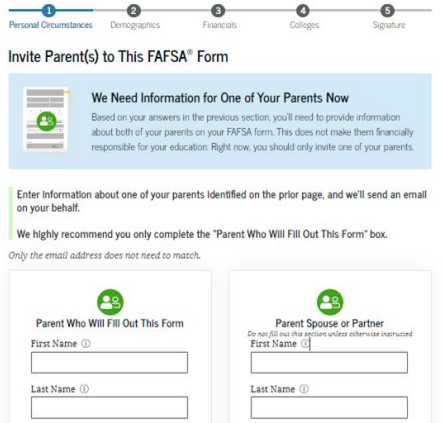 1 2 3 4 5
Personal Circumstances Demographics Financials Colleges Signature
Invite Parent(s) to This FAFSA® Form
We Need Information for One of Your Parents Now
Based on your answers in the previous section, you'll need to provide information
about both of your parents on your FAFSA form. This does not make them financially
responsible for your education. Right now, you should only invite one of your parents.
Enter Information about one of your parents identified on the prior page, and we'll send an email
on your behalf.
We highly recommend you only complete the "Parent Who Will Fill Out This Form" box.
Only the email address does not need to match.
Parent Who Will Fill Out This Form
First Name ⓘ
Last Name ⓘ
Parent Spouse or Partner
Do not fill out this section unless otherwise instructed
First Name ⓘ
Last Name ⓘ